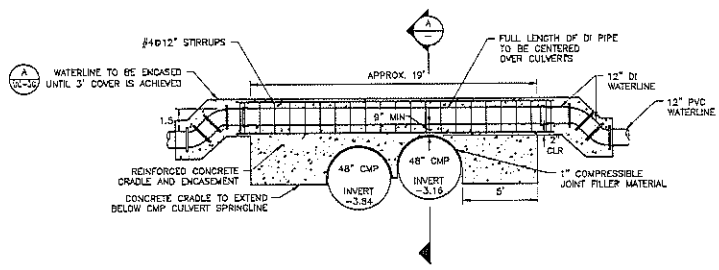 A
—
#4@12" STIRRUPS
FULL LENGTH OF DI PIPE
TO BE CENTERED
OVER CULVERTS
A
WATERLINE TO BE ENCASED
UNTIL 3' COVER IS ACHIEVED
APPROX. 19'
12" DI
WATERLINE
12" PVC
WATERLINE
1.5'
9" MIN
2"
CLR
REINFORCED CONCRETE
CRADLE AND ENCASEMENT
48" CMP
INVERT
-3.84
48" CMP
INVERT
-3.16
1" COMPRESSIBLE
JOINT FILLER MATERIAL
CONCRETE CRADLE TO EXTEND
BELOW CMP CULVERT SPRINGLINE
5'